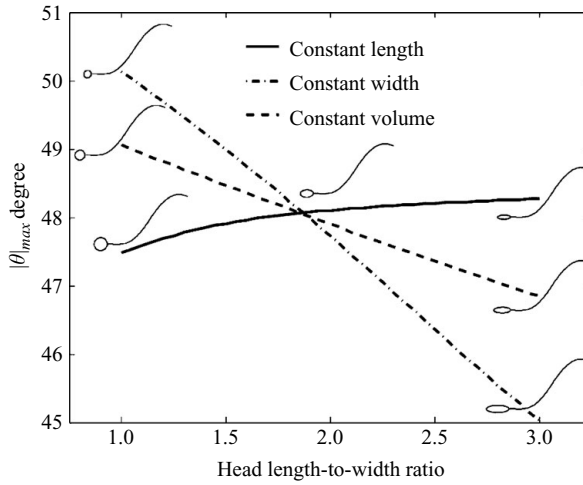 51
50
49
48
47
46
45
|θ|max degree
Constant length
Constant width
Constant volume
1.0 1.5 2.0 2.5 3.0
Head length-to-width ratio